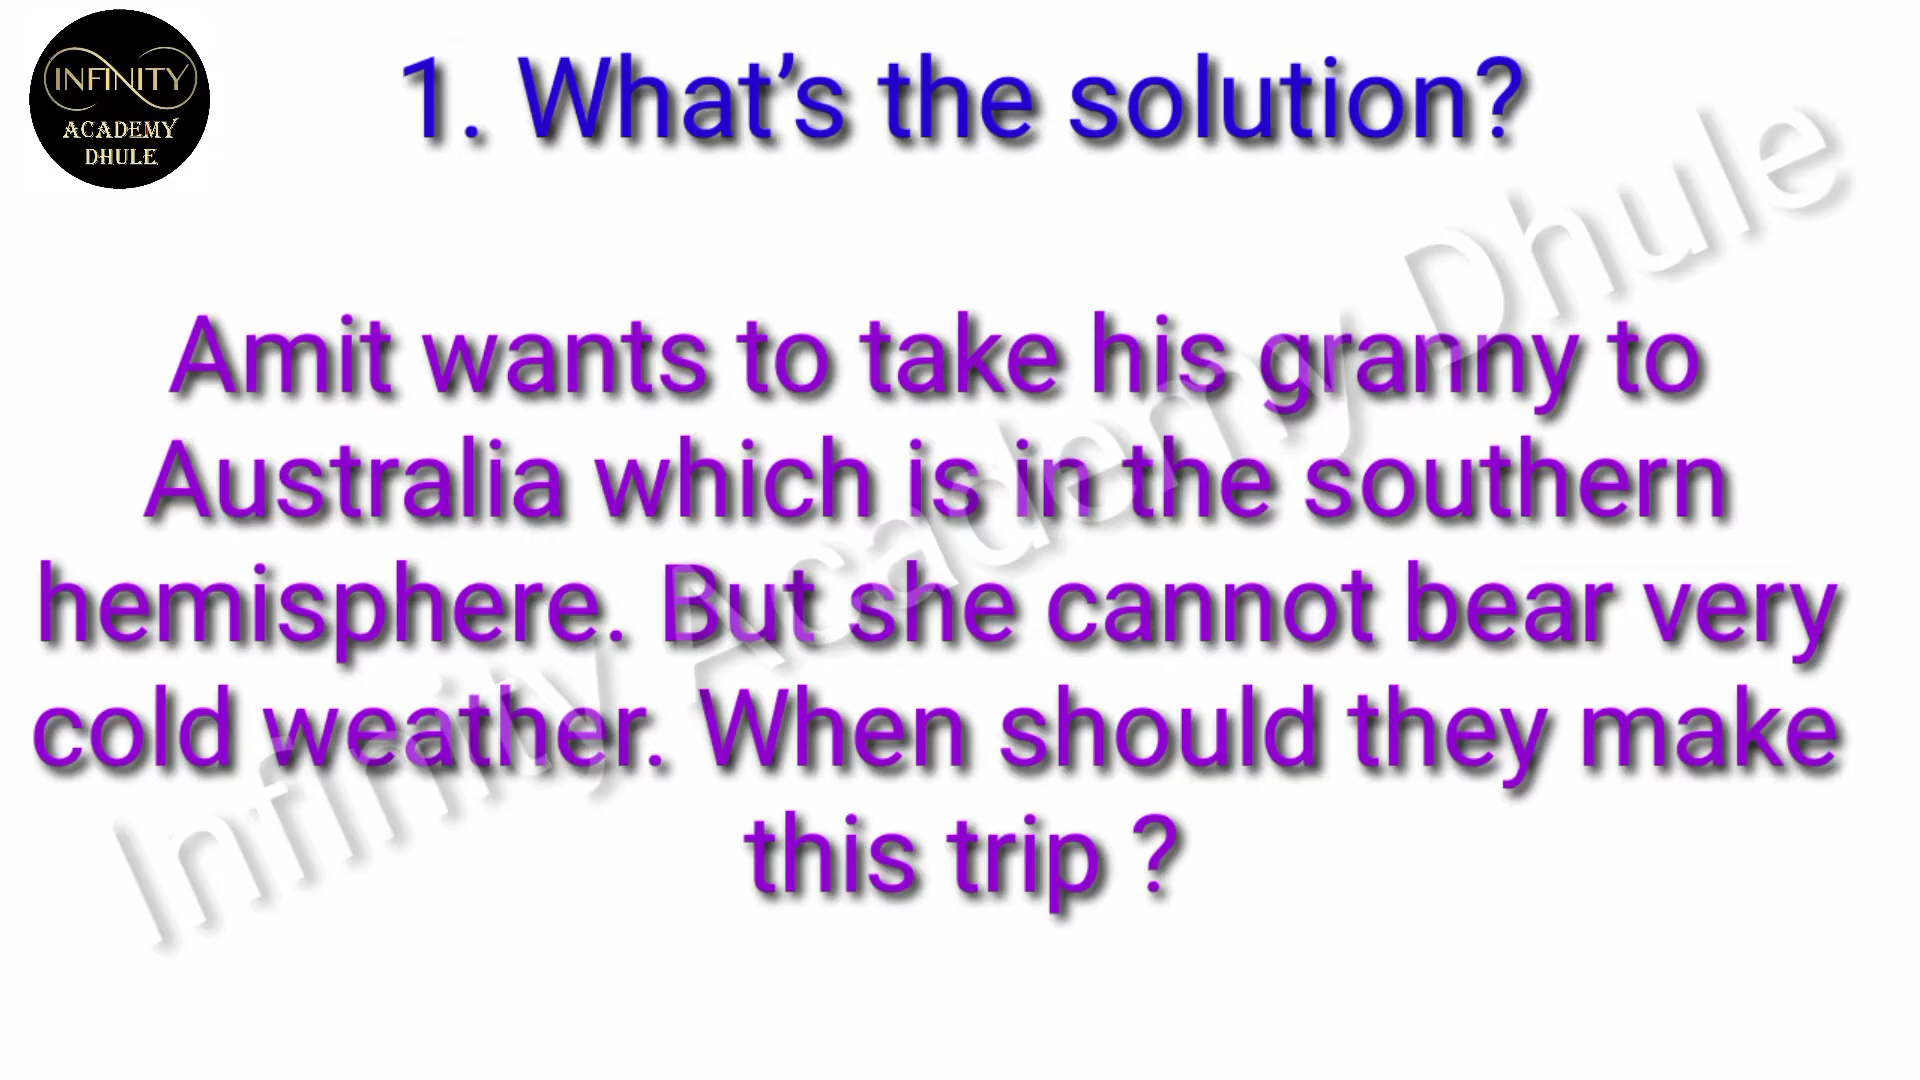 INFINITY
ACADEMY
DHULE
1. What’s the solution?
Amit wants to take his granny to
Australia which is in the southern
hemisphere. But she cannot bear very
cold weather. When should they make
this trip ?
Infinity Academy Dhule